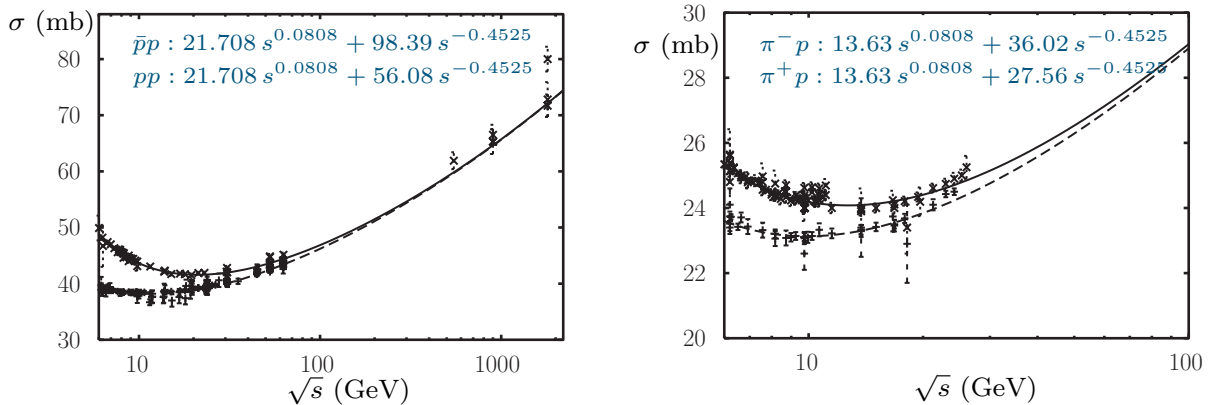 σ (mb)
p̄p : 21.708 s^0.0808 + 98.39 s^−0.4525
pp : 21.708 s^0.0808 + 56.08 s^−0.4525
80
70
60
50
40
30
10
100
1000
√s (GeV)
σ (mb)
π⁻p : 13.63 s^0.0808 + 36.02 s^−0.4525
π⁺p : 13.63 s^0.0808 + 27.56 s^−0.4525
30
28
26
24
22
20
10
100
√s (GeV)